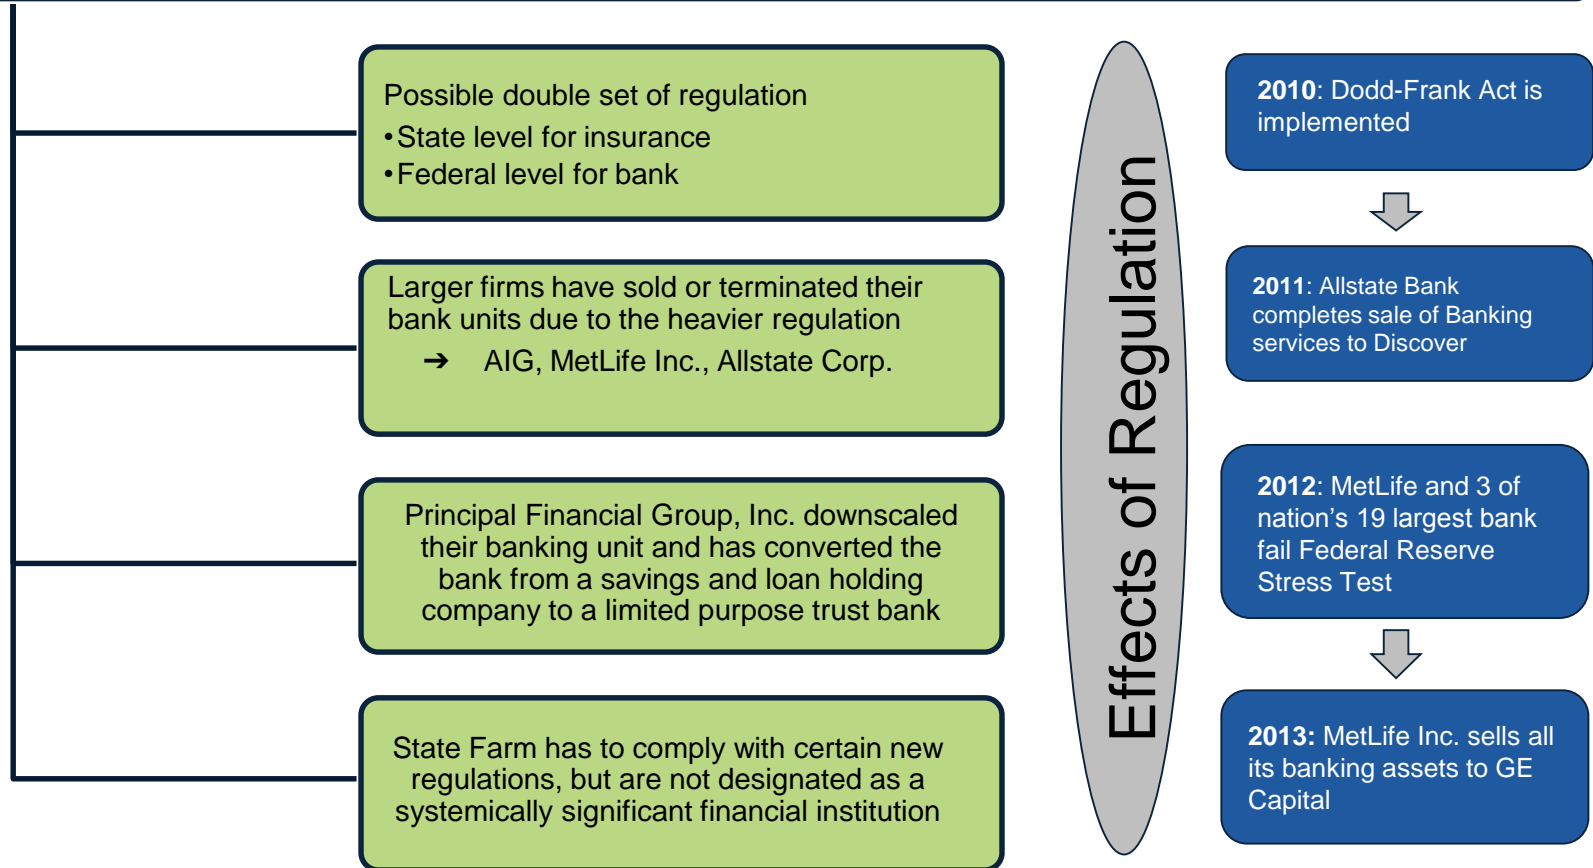 Possible double set of regulation
•State level for insurance
•Federal level for bank
Larger firms have sold or terminated their
bank units due to the heavier regulation
➔ AIG, MetLife Inc., Allstate Corp.
Principal Financial Group, Inc. downscaled
their banking unit and has converted the
bank from a savings and loan holding
company to a limited purpose trust bank
State Farm has to comply with certain new
regulations, but are not designated as a
systemically significant financial institution
Effects of Regulation
2010: Dodd-Frank Act is
implemented
2011: Allstate Bank
completes sale of Banking
services to Discover
2012: MetLife and 3 of
nation’s 19 largest bank
fail Federal Reserve
Stress Test
2013: MetLife Inc. sells all
its banking assets to GE
Capital